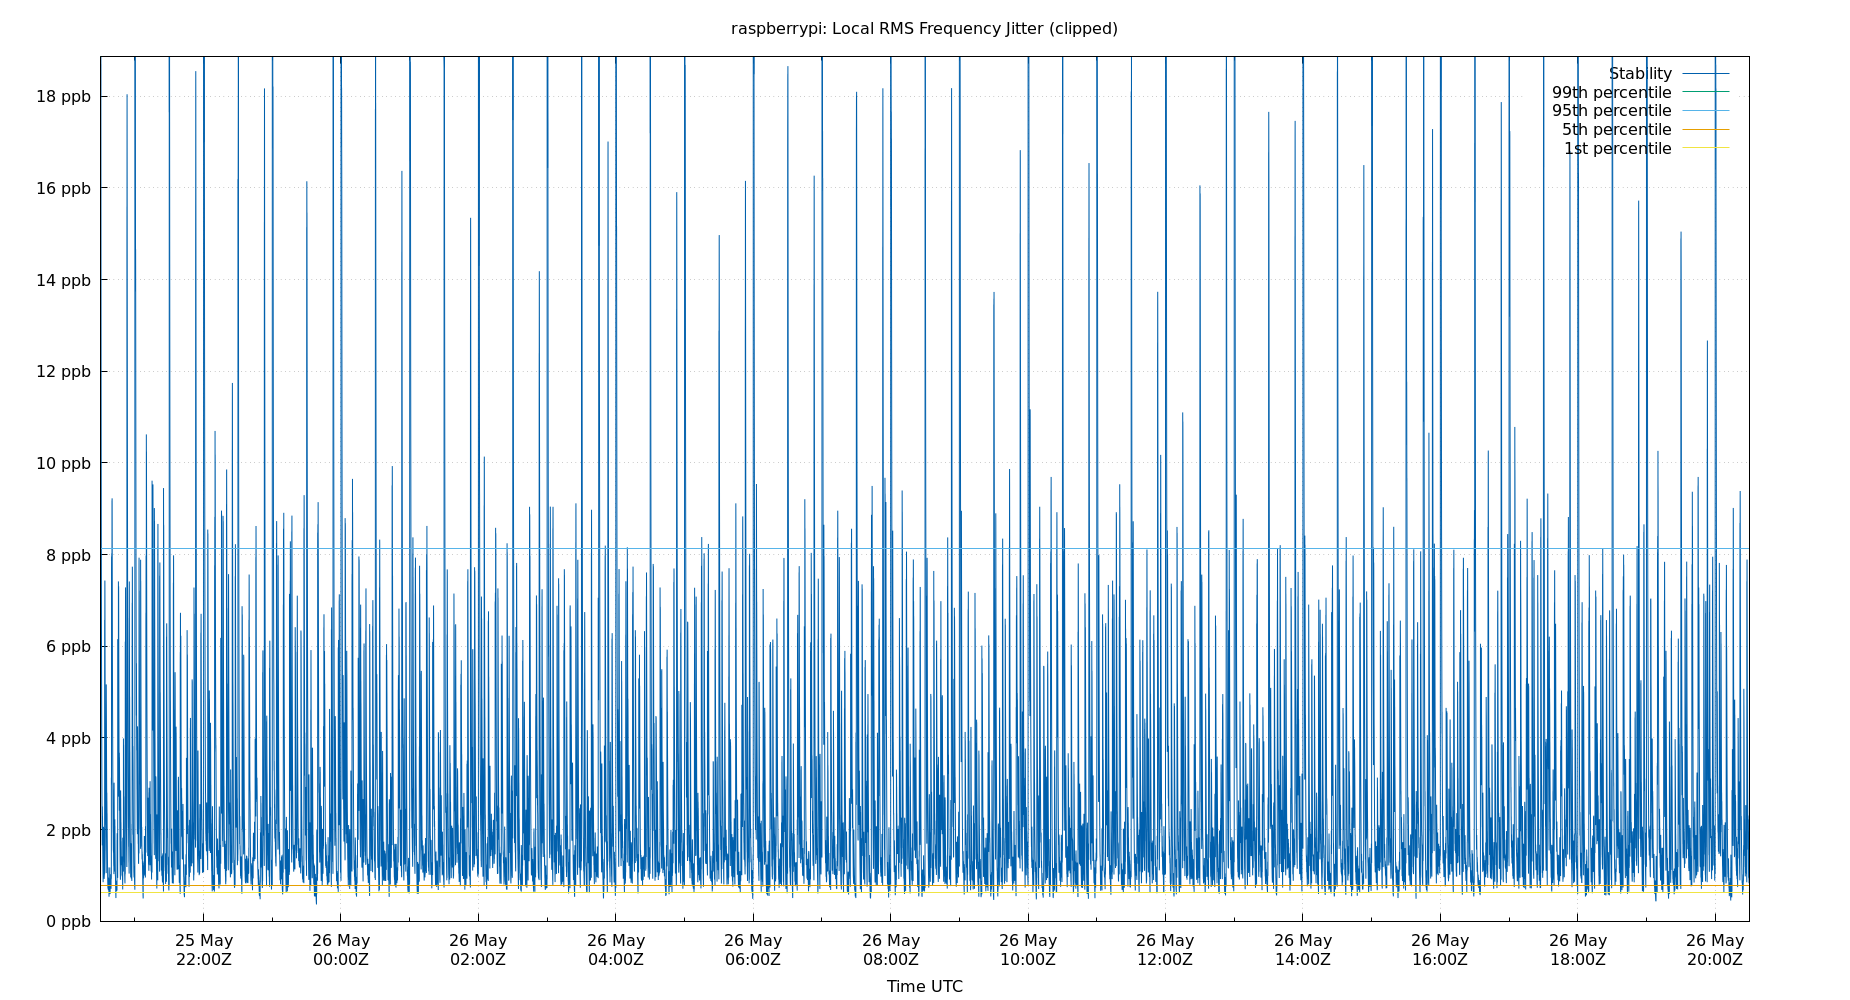 raspberrypi: Local RMS Frequency Jitter (clipped)
Stability
99th percentile
95th percentile
5th percentile
1st percentile
18 ppb
16 ppb
14 ppb
12 ppb
10 ppb
8 ppb
6 ppb
4 ppb
2 ppb
0 ppb
25 May 26 May 26 May 26 May 26 May 26 May 26 May 26 May 26 May 26 May 26 May 26 May
22:00Z 00:00Z 02:00Z 04:00Z 06:00Z 08:00Z 10:00Z 12:00Z 14:00Z 16:00Z 18:00Z 20:00Z
Time UTC